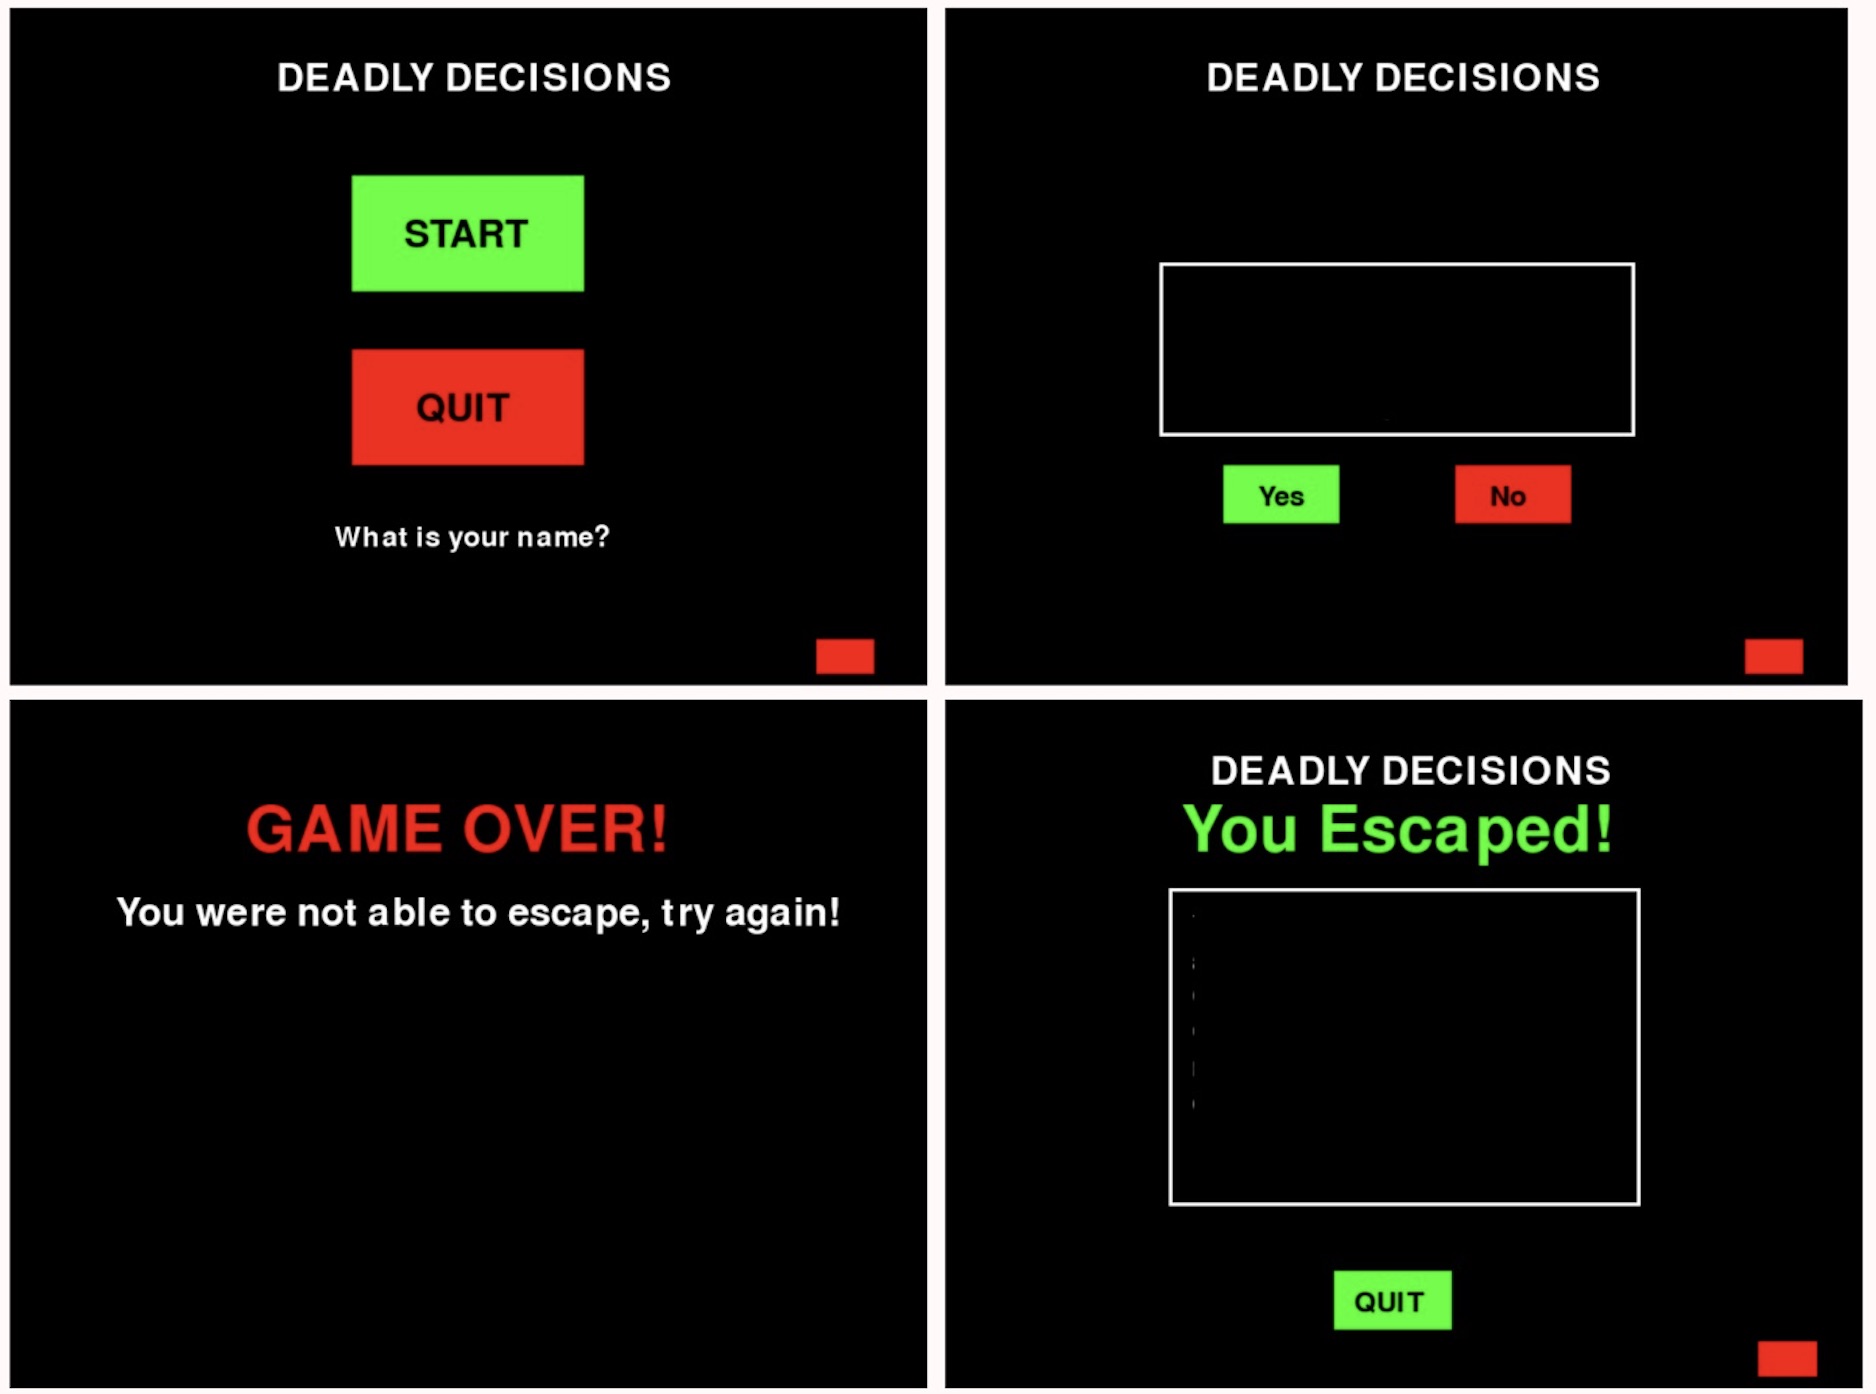 DEADLY DECISIONS
START
QUIT
What is your name?
DEADLY DECISIONS
Yes No
GAME OVER!
You were not able to escape, try again!
DEADLY DECISIONS
You Escaped!
QUIT